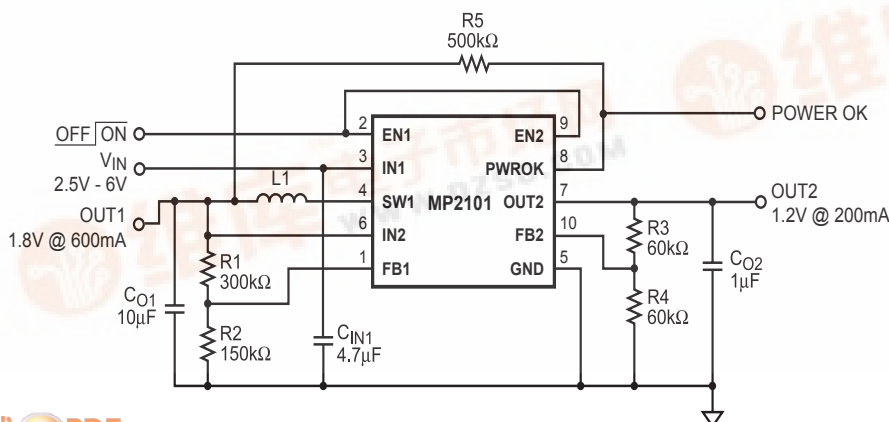 R5
500kΩ
OFF ON
VIN
2.5V - 6V
OUT1
1.8V @ 600mA
L1
2
3
4
6
1
EN1
IN1
SW1
IN2
FB1
MP2101
EN2
PWROK
OUT2
FB2
GND
9
8
7
10
5
POWER OK
OUT2
1.2V @ 200mA
R1
300kΩ
R2
150kΩ
CO1
10µF
CIN1
4.7µF
R3
60kΩ
R4
60kΩ
CO2
1µF